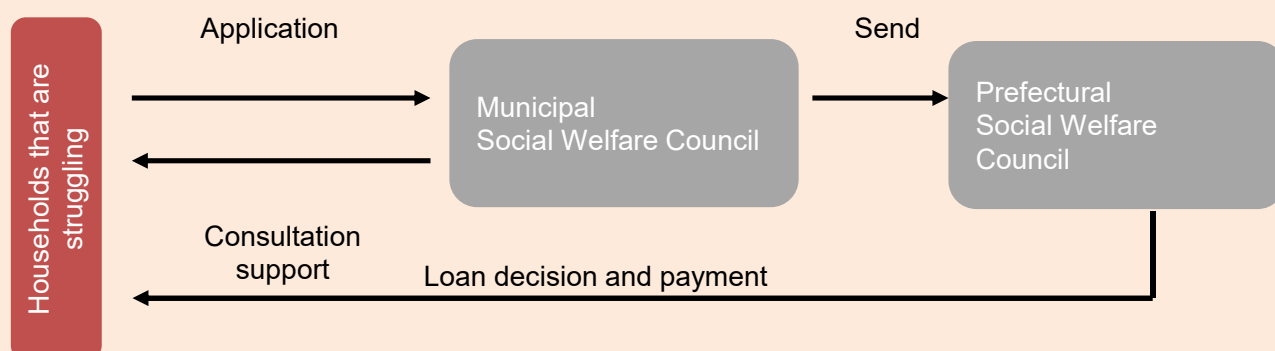 Application
Send
Households that are
struggling
Municipal
Social Welfare Council
Prefectural
Social Welfare
Council
Consultation
support
Loan decision and payment